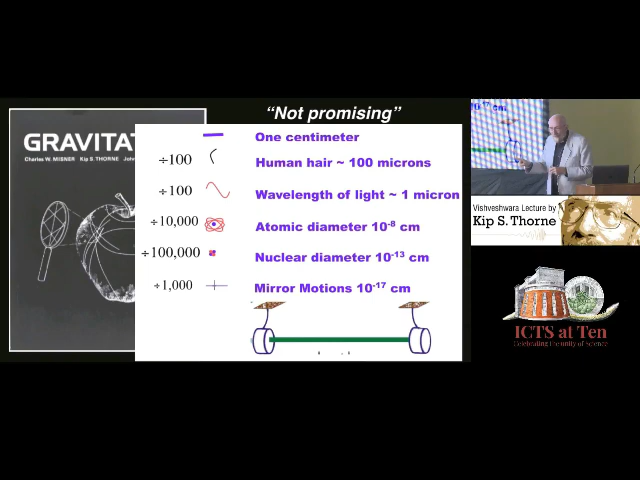 “Not promising”
GRAVITAT
Charles W. MISNER Kip S. THORNE Joh
One centimeter
÷100 Human hair ~ 100 microns
÷100 Wavelength of light ~ 1 micron
÷10,000 Atomic diameter 10⁻⁸ cm
÷100,000 Nuclear diameter 10⁻¹³ cm
÷1,000 Mirror Motions 10⁻¹⁷ cm
Vishveshwara Lecture by
Kip S. Thorne
ICTS at Ten
Celebrating the unity of Science